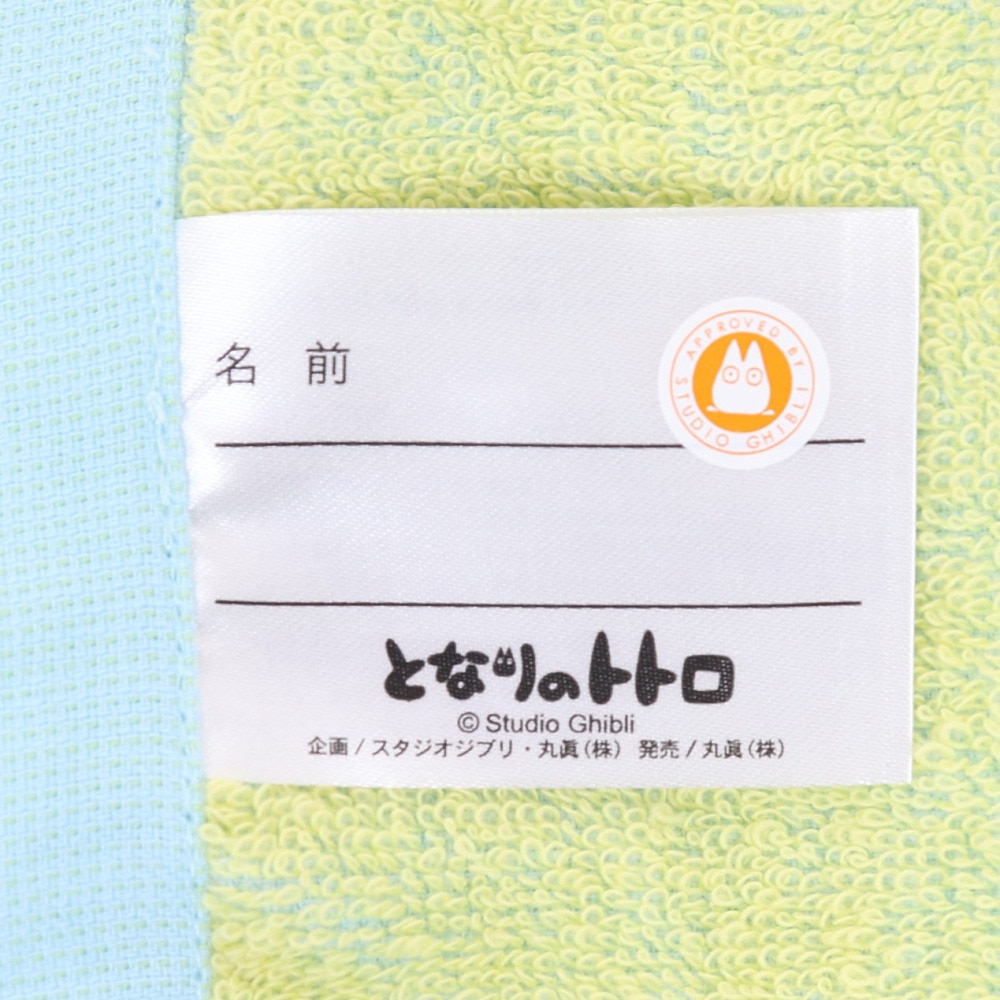 名 前
APPROVED BY
STUDIO GHIBLI
となりのトトロ
© Studio Ghibli
企画 / スタジオジブリ・丸眞(株) 発売 / 丸眞(株)